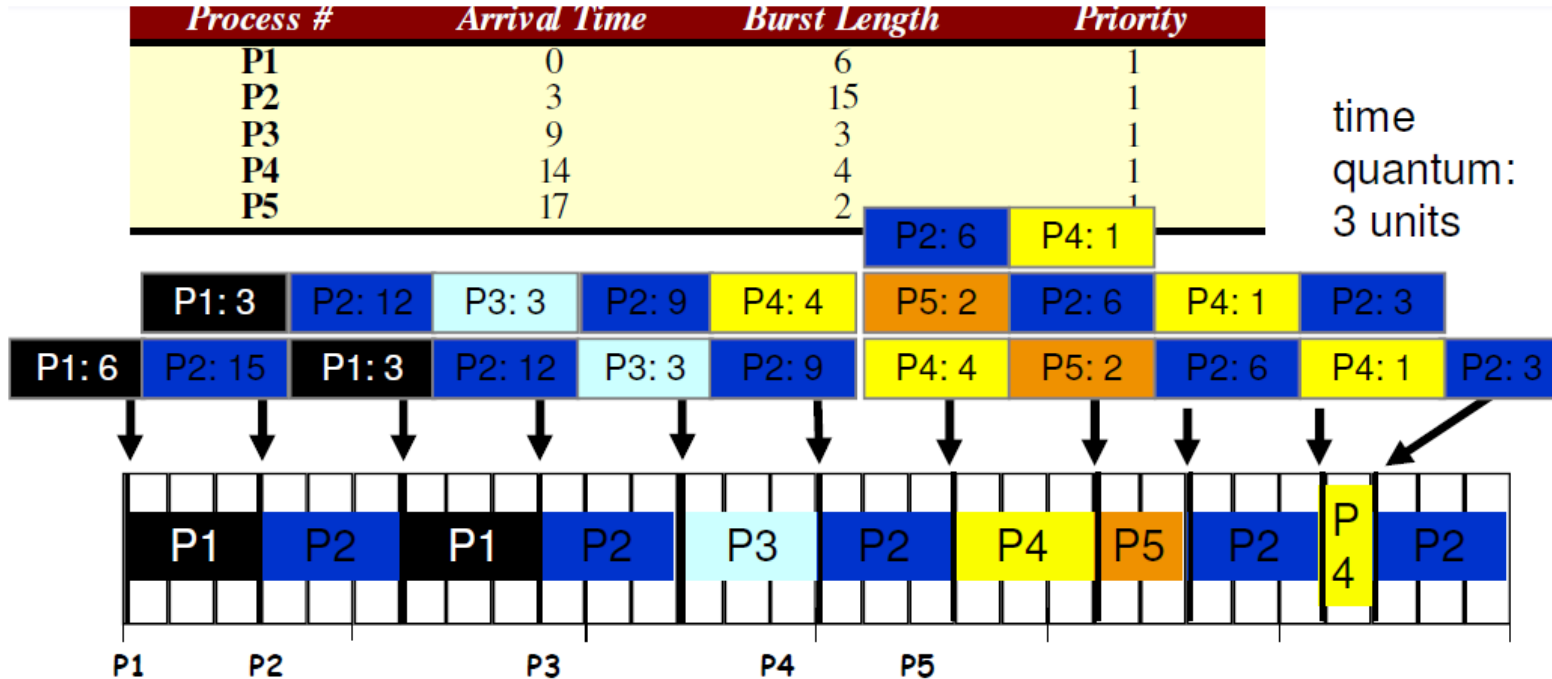 Process # Arrival Time Burst Length Priority
P1 0 6 1
P2 3 15 1
P3 9 3 1
P4 14 4 1
P5 17 2 1
time
quantum:
3 units
P2: 6 P4: 1
P1: 3 P2: 12 P3: 3 P2: 9 P4: 4 P5: 2 P2: 6 P4: 1 P2: 3
P1: 6 P2: 15 P1: 3 P2: 12 P3: 3 P2: 9 P4: 4 P5: 2 P2: 6 P4: 1 P2: 3
P1 P2 P1 P2 P3 P2 P4 P5 P2 P4 P2
P1 P2 P3 P4 P5